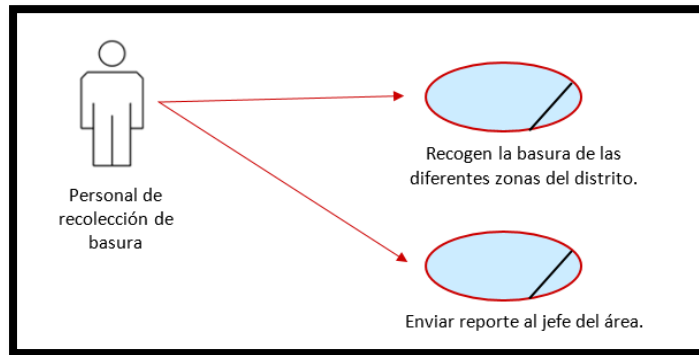 Personal de
recolección de
basura
Recogen la basura de las
diferentes zonas del distrito.
Enviar reporte al jefe del área.